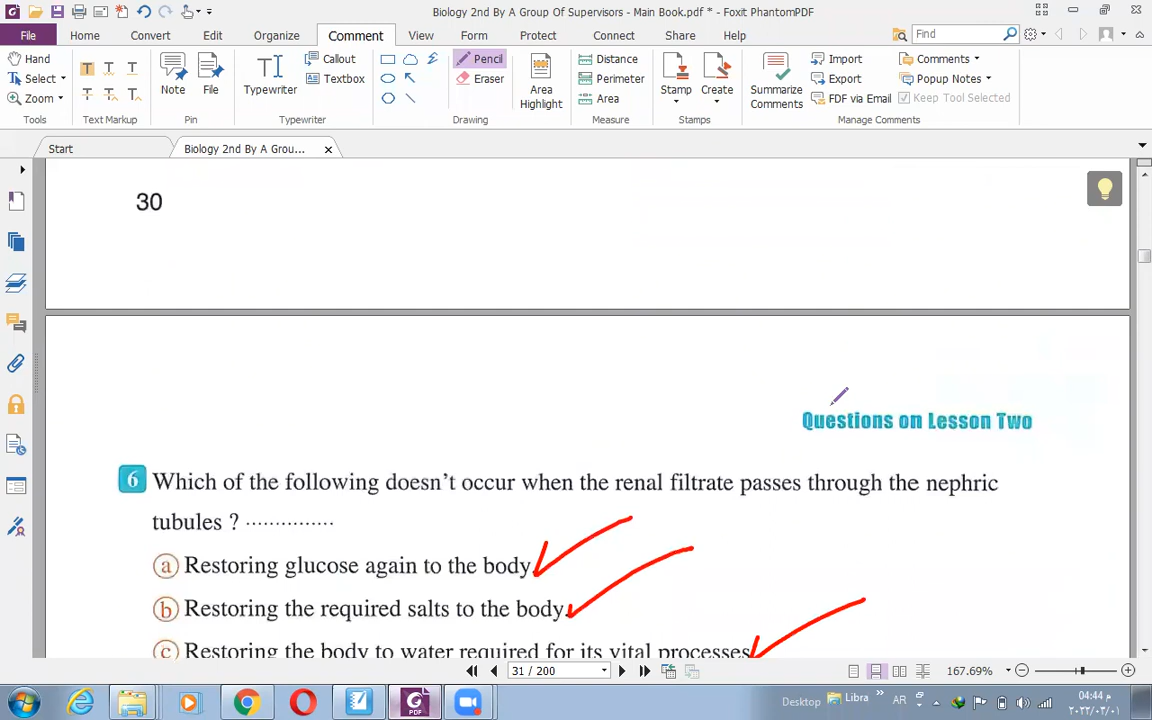 Biology 2nd By A Group Of Supervisors - Main Book.pdf * - Foxit PhantomPDF
File Home Convert Edit Organize Comment View Form Protect Connect Share Help Find
Hand
Select
Zoom
Tools
T T T
T T T
Text Markup
Note File
Pin
Typewriter
Callout
Textbox
Typewriter
Pencil
Eraser
Drawing
Area
Highlight
Distance
Perimeter
Area
Measure
Stamp Create
Stamps
Summarize
Comments
Import
Export
FDF via Email
Comments
Popup Notes
Keep Tool Selected
Manage Comments
Start Biology 2nd By A Grou...
30
Questions on Lesson Two
6 Which of the following doesn't occur when the renal filtrate passes through the nephric
tubules ? ...............
a Restoring glucose again to the body.
b Restoring the required salts to the body.
c Restoring the body to water required for its vital processes
31 / 200 167.69%
Desktop Libra » AR 04:44 م
٢٠٢٢/٠٣/٠١